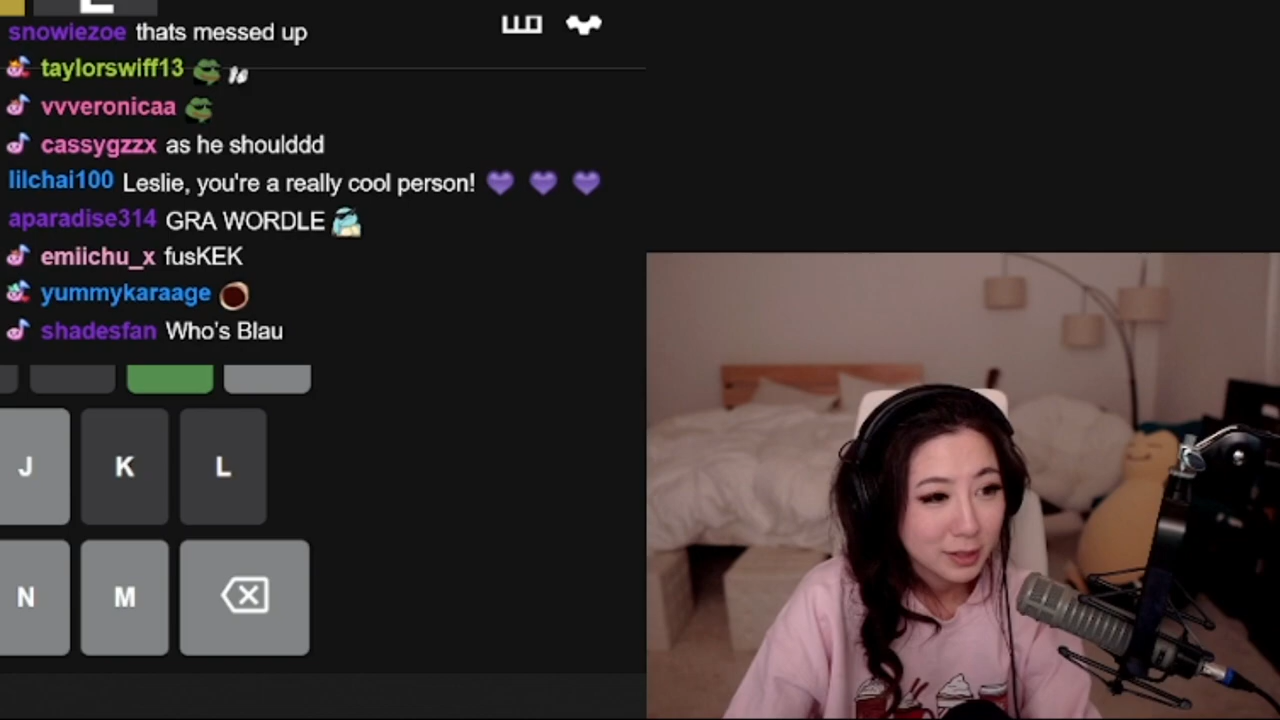 snowiezoe thats messed up
taylorswiff13
vvveronicaa
cassygzzx as he shoulddd
lilchai100 Leslie, you're a really cool person!
aparadise314 GRA WORDLE
emiichu_x fusKEK
yummykaraage
shadesfan Who's Blau
J K L
N M